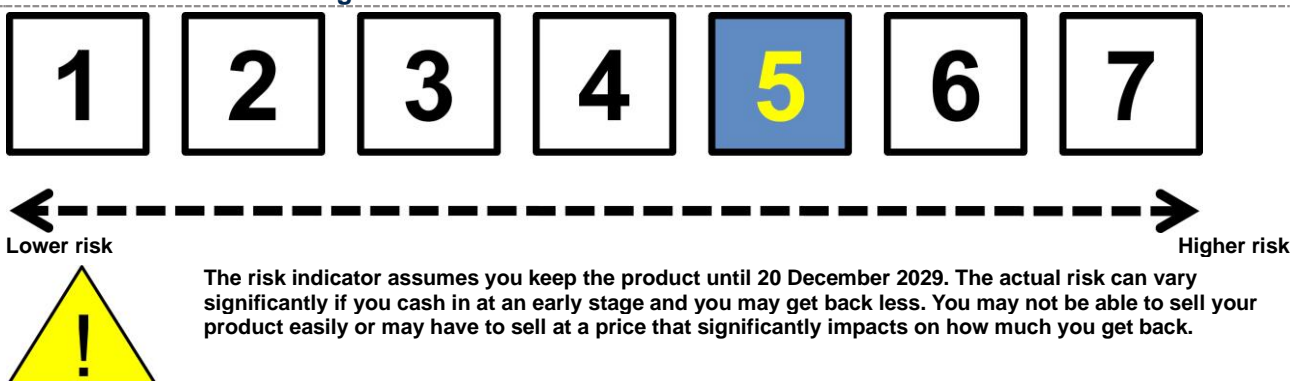 1 2 3 4 5 6 7
Lower risk Higher risk
The risk indicator assumes you keep the product until 20 December 2029. The actual risk can vary
significantly if you cash in at an early stage and you may get back less. You may not be able to sell your
product easily or may have to sell at a price that significantly impacts on how much you get back.
!